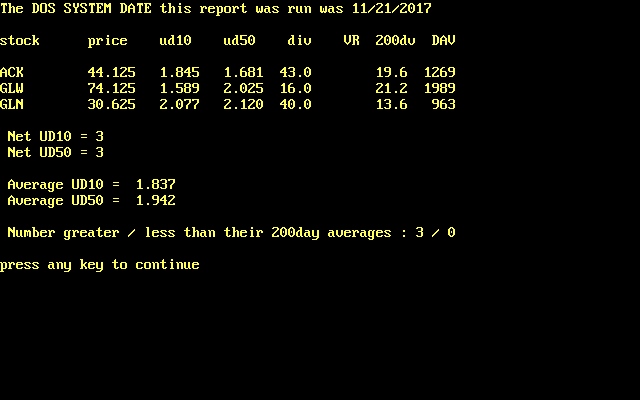 The DOS SYSTEM DATE this report was run was 11/21/2017
stock price ud10 ud50 div VR 200dv DAV
ACK 44.125 1.845 1.681 43.0 19.6 1269
GLW 74.125 1.589 2.025 16.0 21.2 1989
GLN 30.625 2.077 2.120 40.0 13.6 963
Net UD10 = 3
Net UD50 = 3
Average UD10 = 1.837
Average UD50 = 1.942
Number greater / less than their 200day averages : 3 / 0
press any key to continue